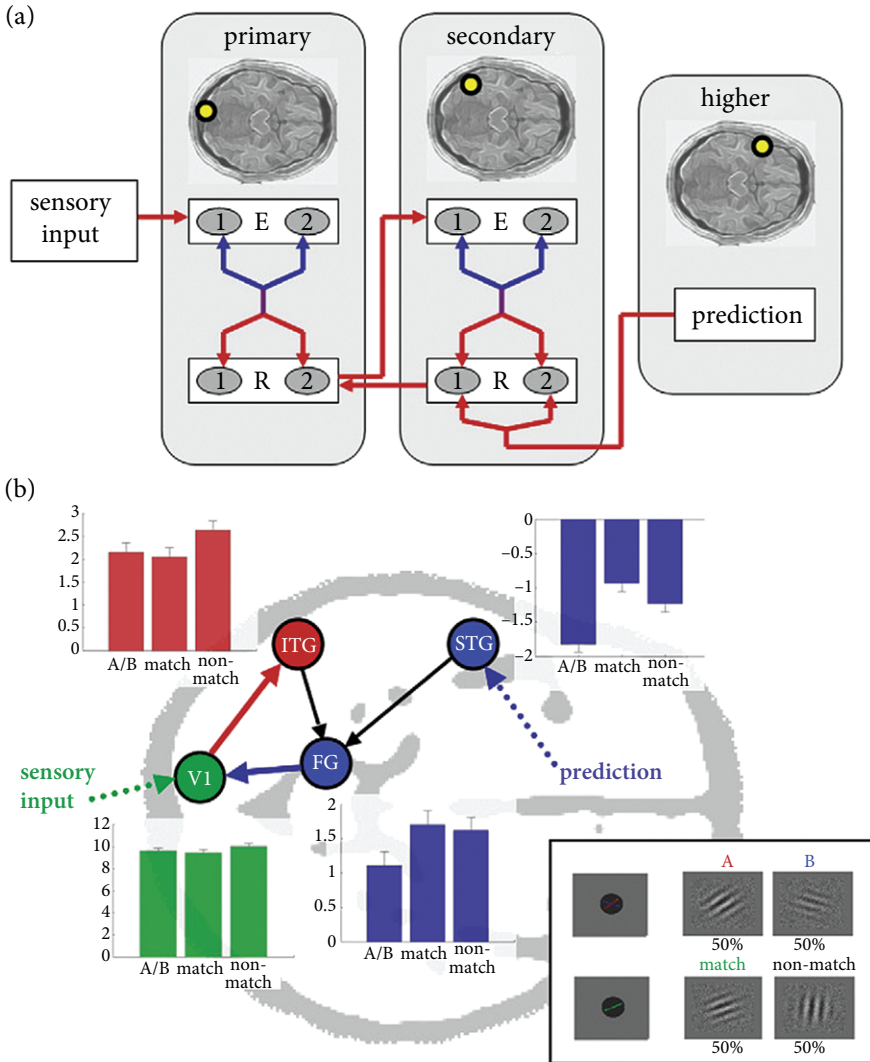 (a)
primary
secondary
higher
sensory
input
1 E 2
1 E 2
prediction
1 R 2
1 R 2
(b)
3
2.5
2
1.5
1
0.5
0
A/B match non-
match
0
−0.5
−1
−1.5
−2
A/B match non-
match
ITG
STG
V1
FG
sensory
input
prediction
12
10
8
6
4
2
0
A/B match non-
match
2
1.5
1
0.5
0
A/B match non-
match
A B
50% 50%
match non-match
50% 50%